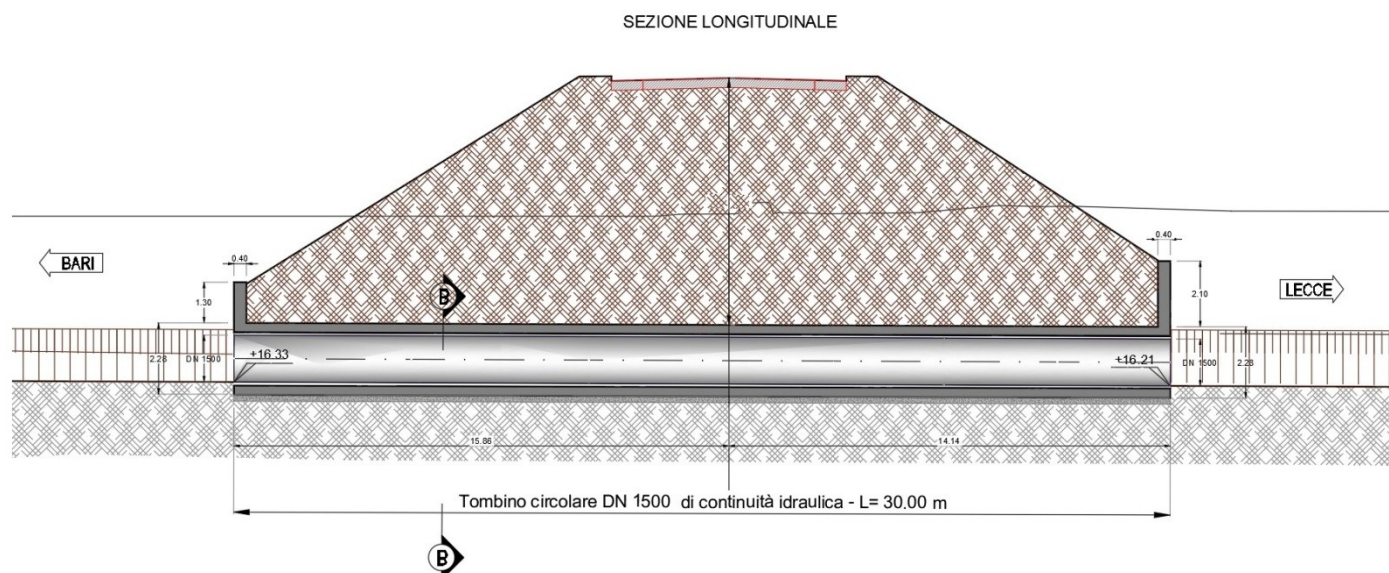 SEZIONE LONGITUDINALE
0.40
0.40
BARI
LECCE
1.30
B
2.10
2.28
DN 1500
+16.33
+16.21
DN 1500
2.28
15.86
14.14
Tombino circolare DN 1500 di continuità idraulica - L= 30.00 m
B